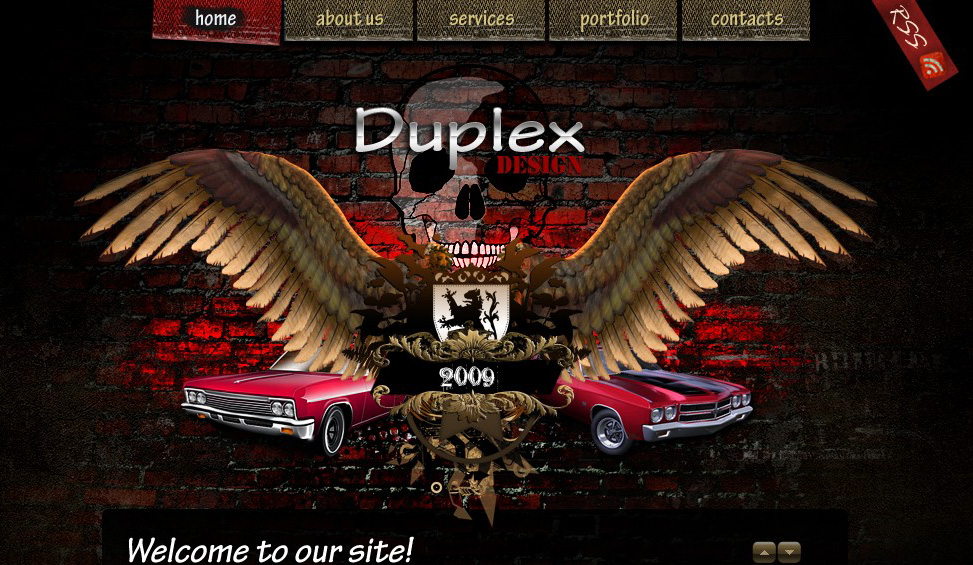 home
about us
services
portfolio
contacts
RSS
Duplex
DESIGN
2009
Welcome to our site!